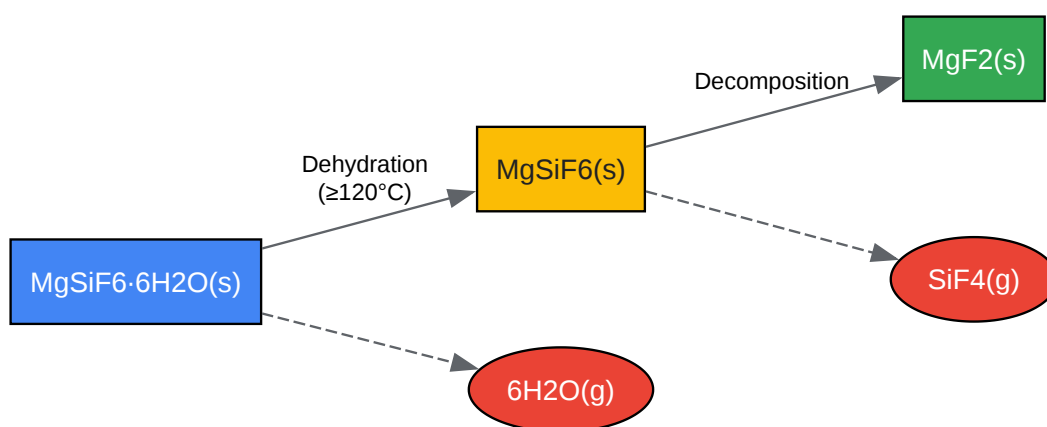 MgF2(s)
Decomposition
Dehydration
(≥120°C)
MgSiF6(s)
MgSiF6·6H2O(s)
SiF4(g)
6H2O(g)